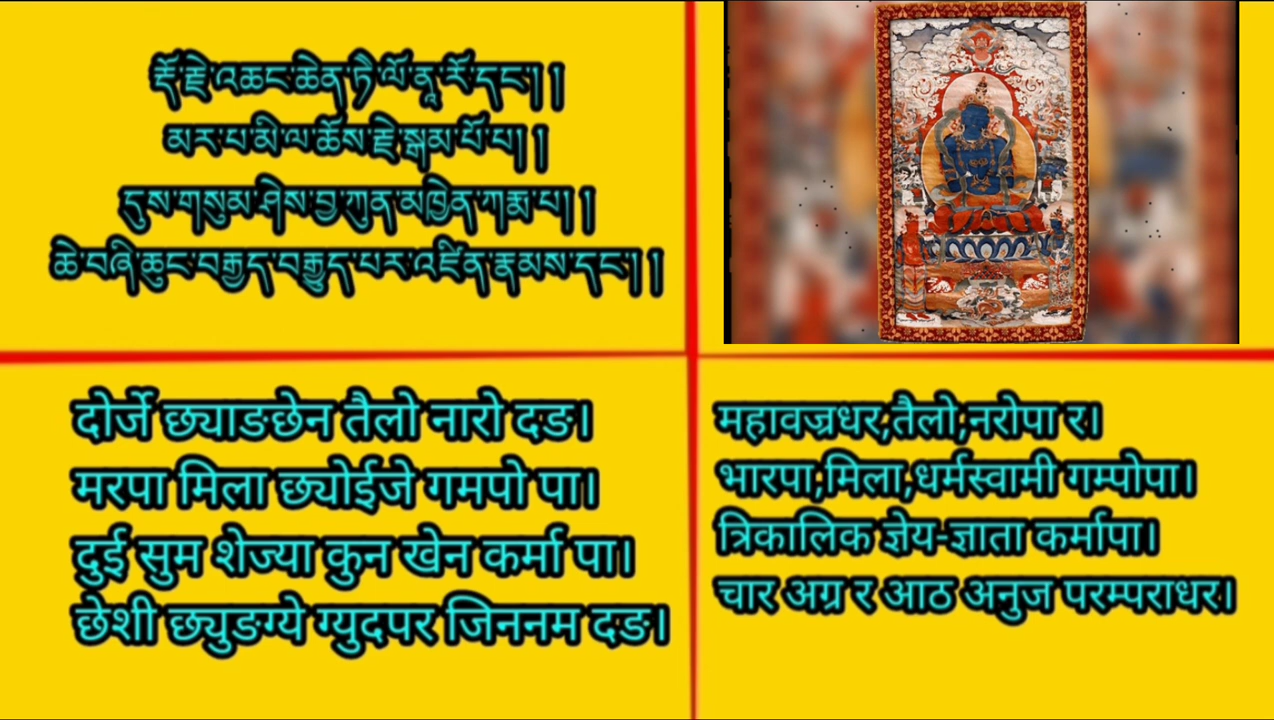 རྡོ་རྗེ་འཆང་ཆེན་ཏཻ་ལོ་ནཱ་རོ་དང་། །
མར་པ་མི་ལ་ཆོས་རྗེ་སྒམ་པོ་པ། །
དུས་གསུམ་ཤེས་བྱ་ཀུན་མཁྱེན་ཀརྨ་པ། །
ཆེ་བཞི་ཆུང་བརྒྱད་བརྒྱུད་པར་འཛིན་རྣམས་དང་། །
दोर्जे छ्याङछेन तैलो नारो दङ।
मरपा मिला छ्योईजे गमपो पा।
दुई सुम शेज्या कुन खेन कर्मा पा।
छेशी छ्युङग्ये ग्युदपर जिननम दङ।
महावज्रधर,तैलो,नरोपा र।
भारपा,मिला,धर्मस्वामी गम्पोपा।
त्रिकालिक ज्ञेय-ज्ञाता कर्मापा।
चार अग्र र आठ अनुज परम्पराधर।